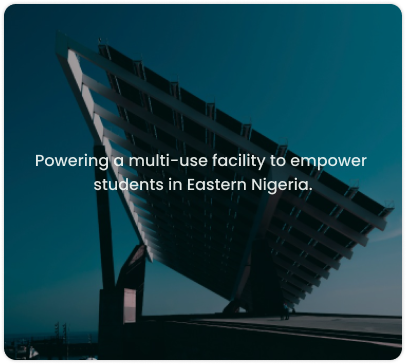 Powering a multi-use facility to empower
students in Eastern Nigeria.